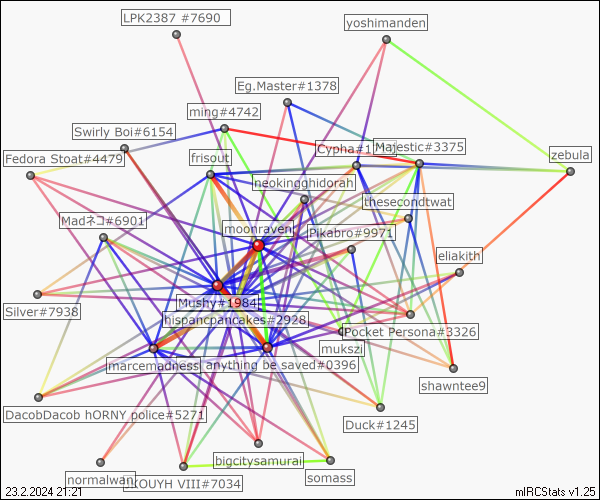 LPK2387 #7690
yoshimanden
Eg.Master#1378
ming#4742
Swirly Boi#6154
Cypha#1
Majestic#3375
Fedora Stoat#4479
frisout
zebula
neokingghidorah
thesecondtwat
Madネコ#6901
moonraven
Pikabro#9971
eliakith
Silver#7938
Mushy#1984
hispancpancakes#2928
Pocket Persona#3326
mukszi
marcemadness
anything be saved#0396
shawntee9
DacobDacob hORNY police#5271
Duck#1245
bigcitysamurai
normalwan
KOUYH VIII#7034
somass
23.2.2024 21:21
mIRCStats v1.25